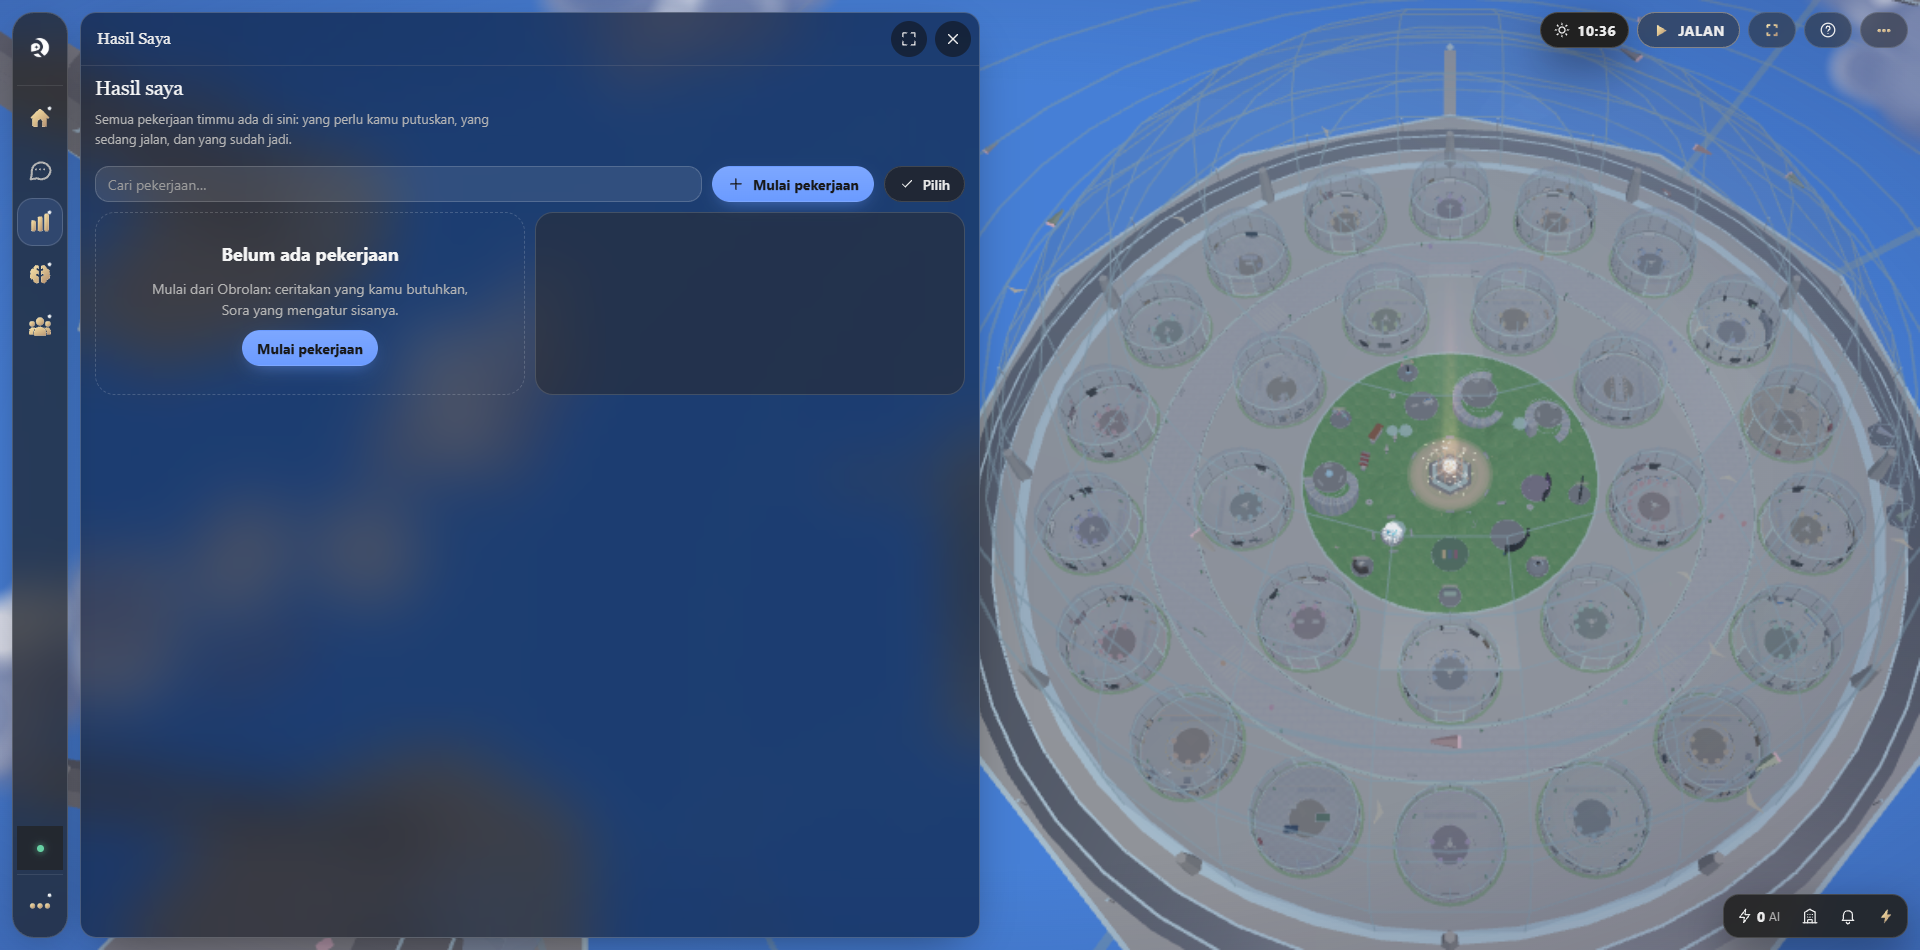 Hasil Saya
10:36
JALAN
Hasil saya
Semua pekerjaan timmu ada di sini: yang perlu kamu putuskan, yang
sedang jalan, dan yang sudah jadi.
Cari pekerjaan...
Mulai pekerjaan
Pilih
Belum ada pekerjaan
Mulai dari Obrolan: ceritakan yang kamu butuhkan,
Sora yang mengatur sisanya.
Mulai pekerjaan
0 AI